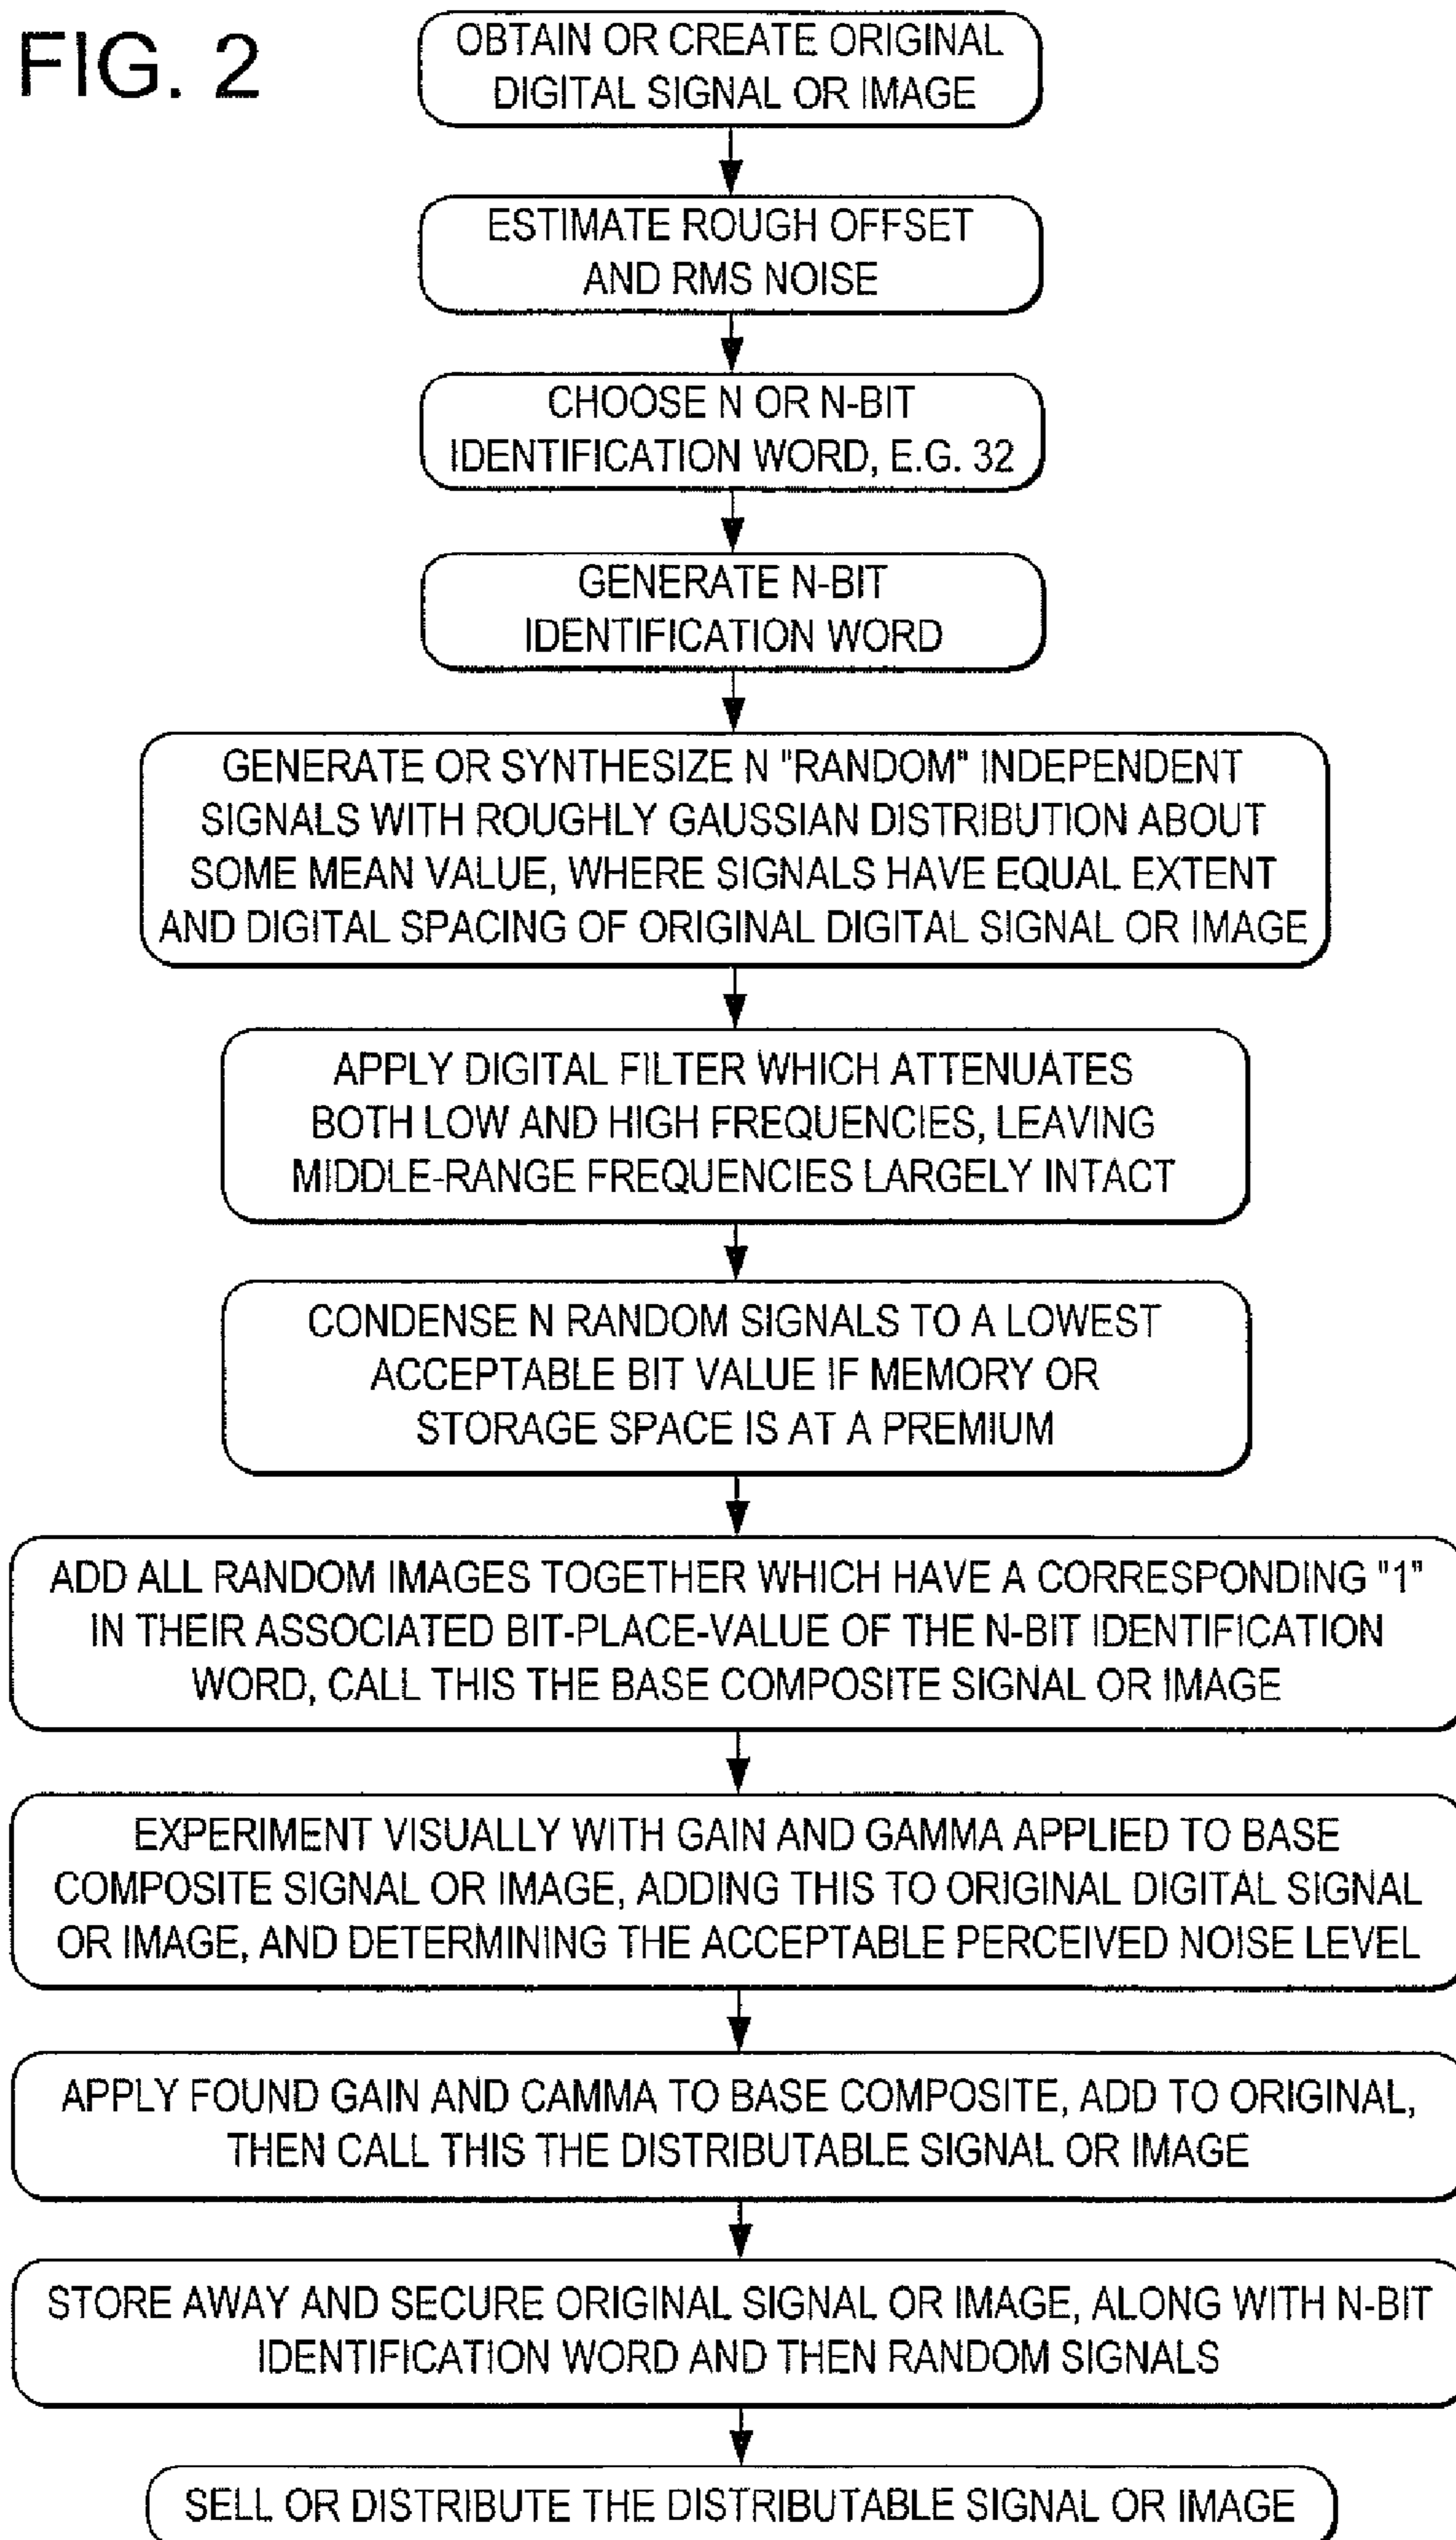 FIG. 2
OBTAIN OR CREATE ORIGINAL
DIGITAL SIGNAL OR IMAGE
ESTIMATE ROUGH OFFSET
AND RMS NOISE
CHOOSE N OR N-BIT
IDENTIFICATION WORD, E.G. 32
GENERATE N-BIT
IDENTIFICATION WORD
GENERATE OR SYNTHESIZE N "RANDOM" INDEPENDENT
SIGNALS WITH ROUGHLY GAUSSIAN DISTRIBUTION ABOUT
SOME MEAN VALUE, WHERE SIGNALS HAVE EQUAL EXTENT
AND DIGITAL SPACING OF ORIGINAL DIGITAL SIGNAL OR IMAGE
APPLY DIGITAL FILTER WHICH ATTENUATES
BOTH LOW AND HIGH FREQUENCIES, LEAVING
MIDDLE-RANGE FREQUENCIES LARGELY INTACT
CONDENSE N RANDOM SIGNALS TO A LOWEST
ACCEPTABLE BIT VALUE IF MEMORY OR
STORAGE SPACE IS AT A PREMIUM
ADD ALL RANDOM IMAGES TOGETHER WHICH HAVE A CORRESPONDING "1"
IN THEIR ASSOCIATED BIT-PLACE-VALUE OF THE N-BIT IDENTIFICATION
WORD, CALL THIS THE BASE COMPOSITE SIGNAL OR IMAGE
EXPERIMENT VISUALLY WITH GAIN AND GAMMA APPLIED TO BASE
COMPOSITE SIGNAL OR IMAGE, ADDING THIS TO ORIGINAL DIGITAL SIGNAL
OR IMAGE, AND DETERMINING THE ACCEPTABLE PERCEIVED NOISE LEVEL
APPLY FOUND GAIN AND CAMMA TO BASE COMPOSITE, ADD TO ORIGINAL,
THEN CALL THIS THE DISTRIBUTABLE SIGNAL OR IMAGE
STORE AWAY AND SECURE ORIGINAL SIGNAL OR IMAGE, ALONG WITH N-BIT
IDENTIFICATION WORD AND THEN RANDOM SIGNALS
SELL OR DISTRIBUTE THE DISTRIBUTABLE SIGNAL OR IMAGE